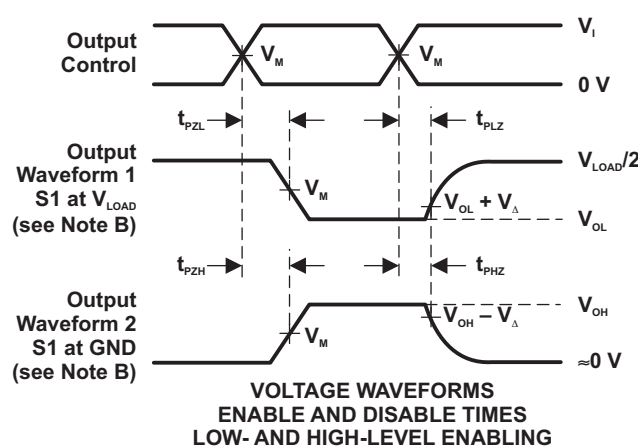 Output
Control
V_M
V_M
V_I
0 V
t_PZL
t_PLZ
Output
Waveform 1
S1 at V_LOAD
(see Note B)
V_M
V_OL + V_Δ
V_LOAD/2
V_OL
t_PZH
t_PHZ
Output
Waveform 2
S1 at GND
(see Note B)
V_M
V_OH – V_Δ
V_OH
≈0 V
VOLTAGE WAVEFORMS
ENABLE AND DISABLE TIMES
LOW- AND HIGH-LEVEL ENABLING